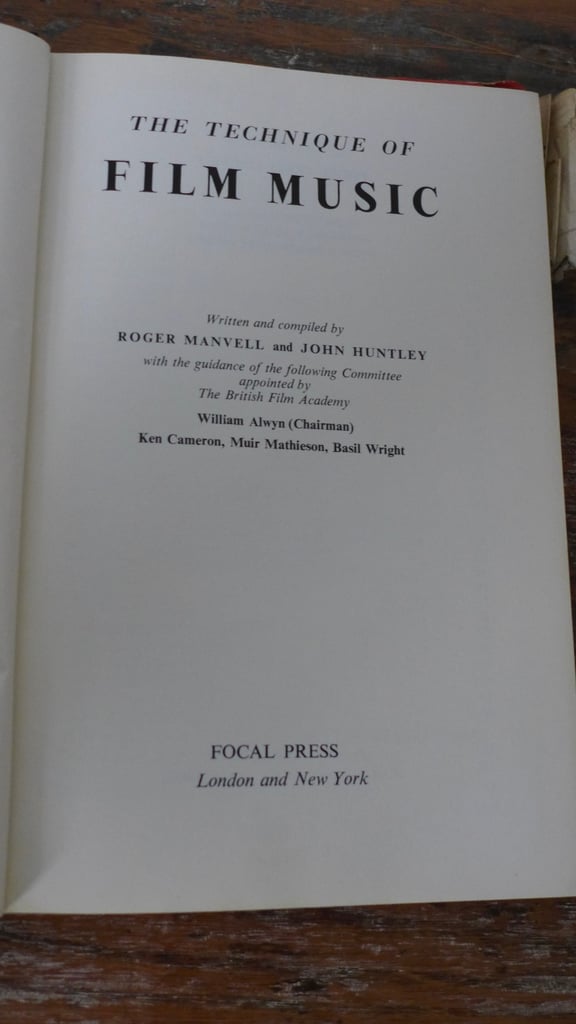 THE TECHNIQUE OF
FILM MUSIC
Written and compiled by
ROGER MANVELL and JOHN HUNTLEY
with the guidance of the following Committee
appointed by
The British Film Academy
William Alwyn (Chairman)
Ken Cameron, Muir Mathieson, Basil Wright
FOCAL PRESS
London and New York